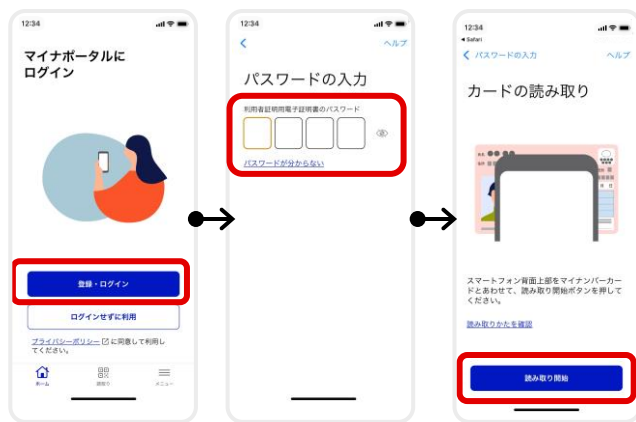 12:34
マイナポータルに
ログイン
登録・ログイン
ログインせずに利用
プライバシーポリシー に同意して利用し
てください。
ホーム
読取り
メニュー
12:34
ヘルプ
パスワードの入力
利用者証明用電子証明書のパスワード
パスワードが分からない
12:34
Safari
パスワードの入力
ヘルプ
カードの読み取り
スマートフォン背面上部をマイナンバーカー
ドとあわせて、読み取り開始ボタンを押して
ください。
読み取りかたを確認
読み取り開始